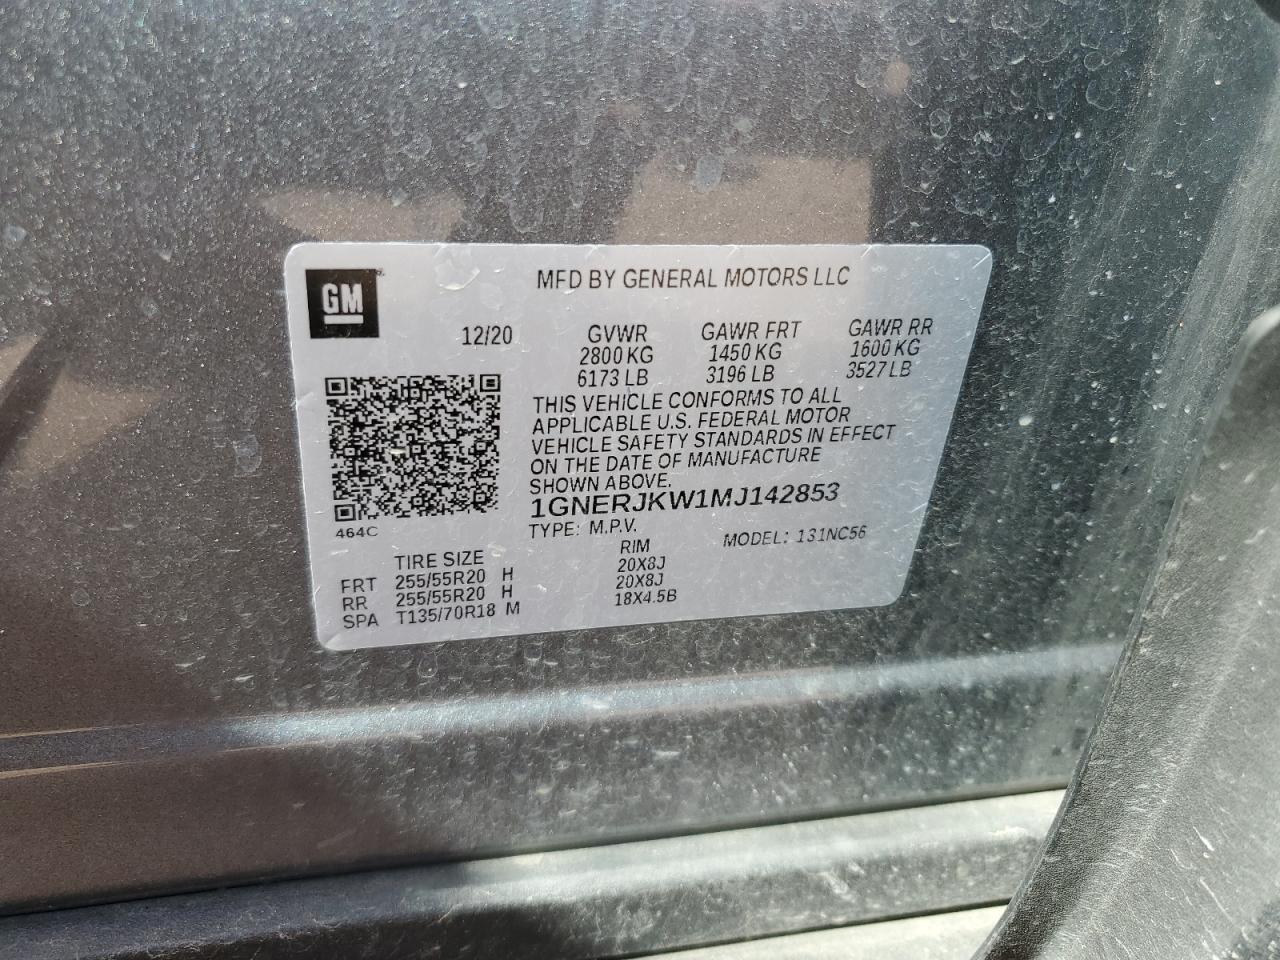 GM
MFD BY GENERAL MOTORS LLC
12/20 GVWR GAWR FRT GAWR RR
2800 KG 1450 KG 1600 KG
6173 LB 3196 LB 3527 LB
THIS VEHICLE CONFORMS TO ALL
APPLICABLE U.S. FEDERAL MOTOR
VEHICLE SAFETY STANDARDS IN EFFECT
ON THE DATE OF MANUFACTURE
SHOWN ABOVE.
1GNERJKW1MJ142853
464C TYPE: M.P.V. MODEL: 131NC56
TIRE SIZE RIM
FRT 255/55R20 H 20X8J
RR 255/55R20 H 20X8J
SPA T135/70R18 M 18X4.5B